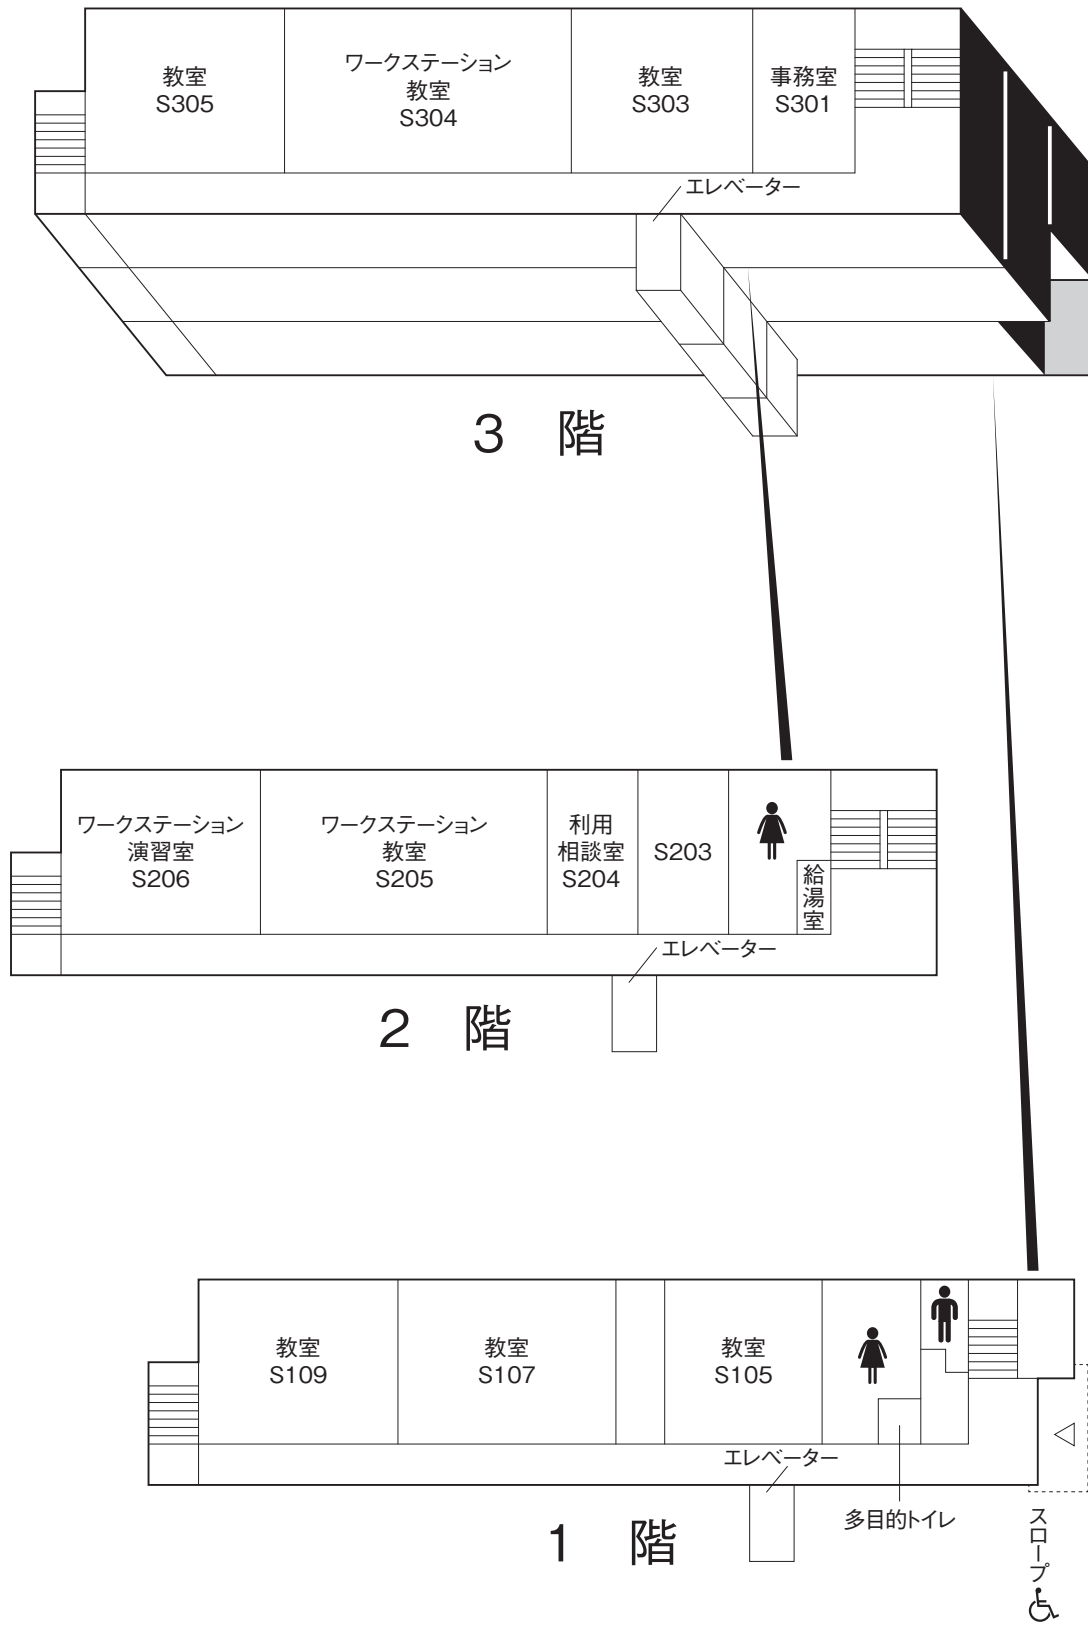 教室
S305
ワークステーション
教室
S304
教室
S303
事務室
S301
エレベーター
3 階
ワークステーション
演習室
S206
ワークステーション
教室
S205
利用
相談室
S204
S203
給湯室
エレベーター
2 階
教室
S109
教室
S107
教室
S105
エレベーター
多目的トイレ
1 階
スロープ